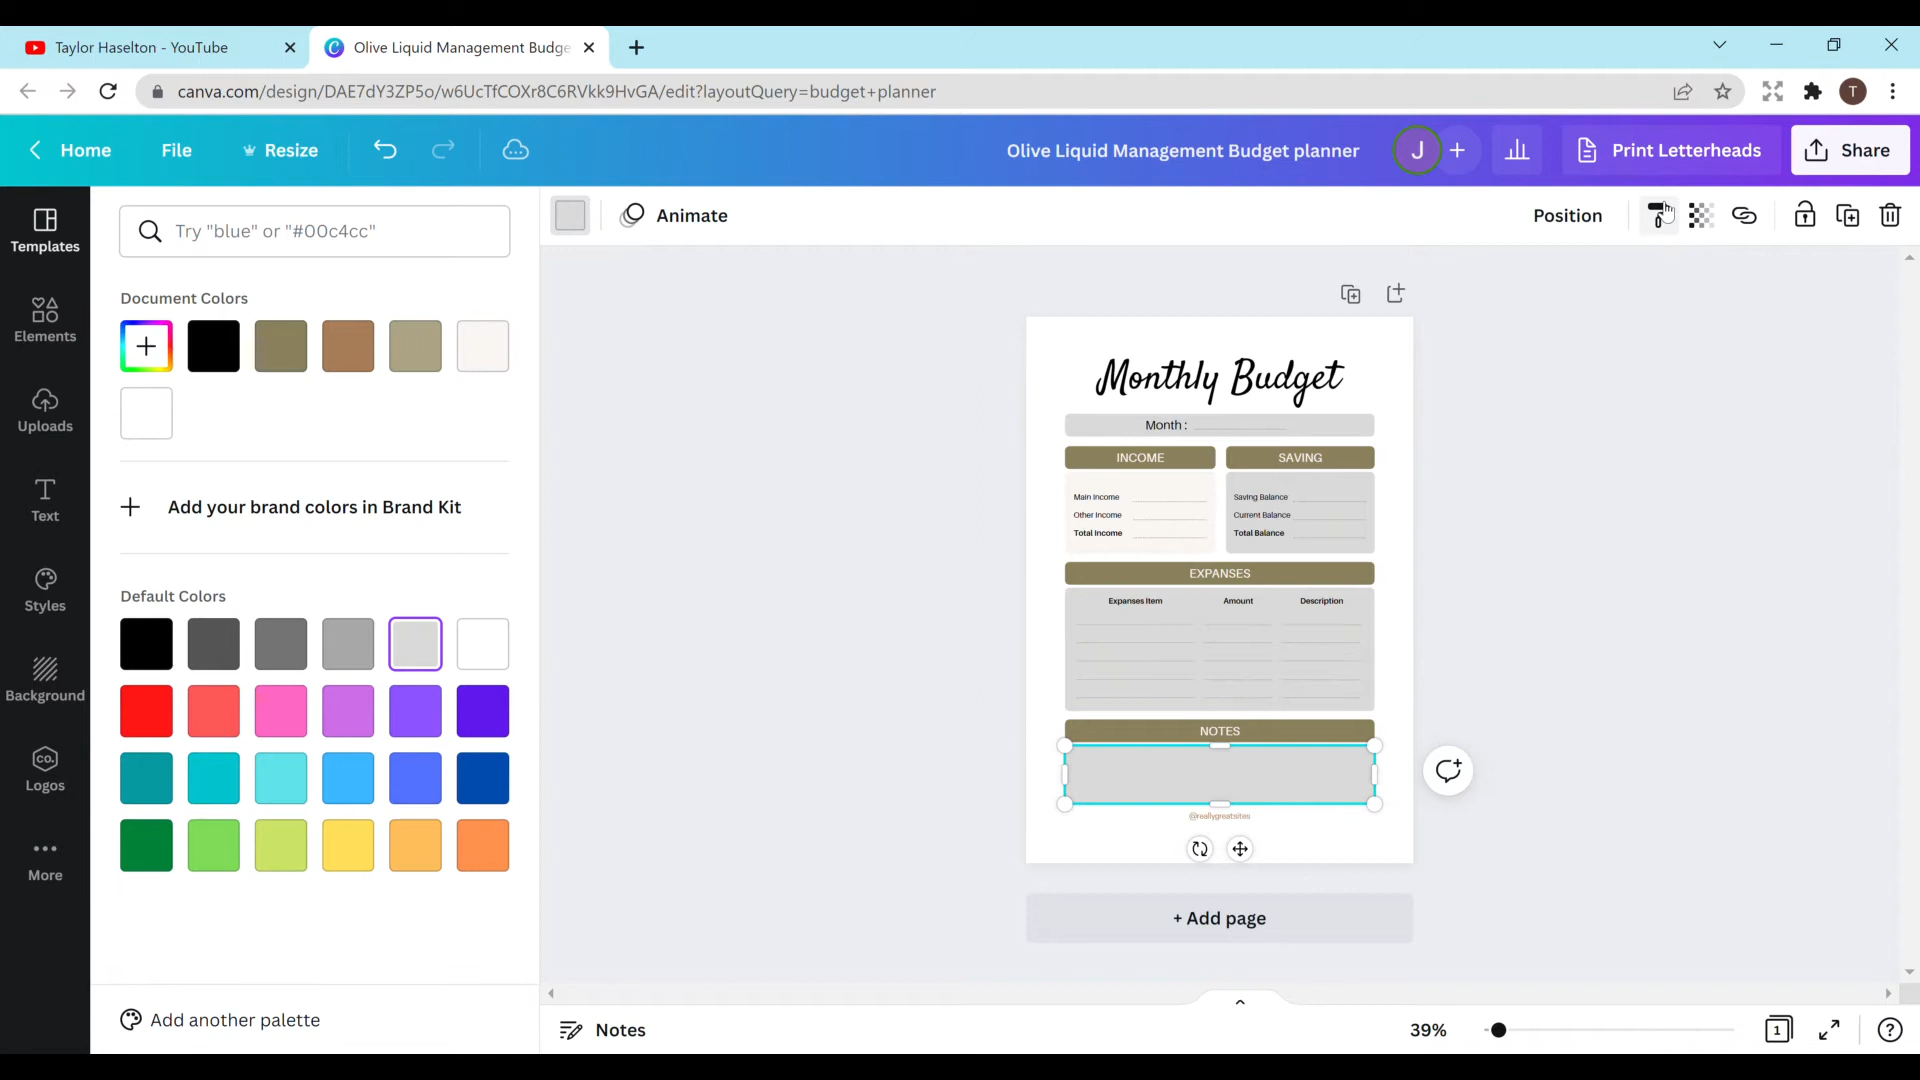 Taylor Haselton - YouTube
Olive Liquid Management Budge
canva.com/design/DAE7dY3ZP5o/w6UcTfCOXr8C6RVkk9HvGA/edit?layoutQuery=budget+planner
T
Home
File
Resize
Olive Liquid Management Budget planner
J
Print Letterheads
Share
Templates
Elements
Uploads
Text
Styles
Background
CO.
Logos
More
Try "blue" or "#00c4cc"
Document Colors
Add your brand colors in Brand Kit
Default Colors
Add another palette
Animate
Position
Monthly Budget
Month :
INCOME
SAVING
Main Income
Saving Balance
Other Income
Current Balance
Total Income
Total Balance
EXPANSES
Expanses Item
Amount
Description
NOTES
@reallygreatsites
+ Add page
Notes
39%
1
?